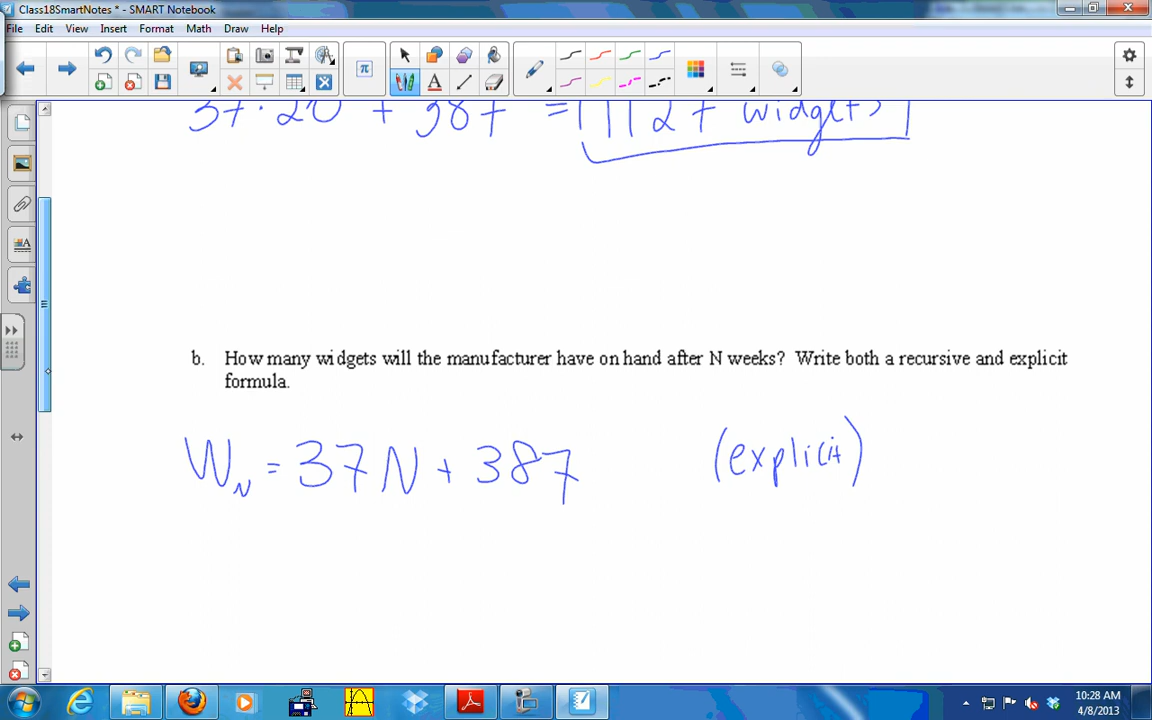 Class18SmartNotes * - SMART Notebook
File Edit View Insert Format Math Draw Help
π A
37·20 + 387 = 1127 widgets
b. How many widgets will the manufacturer have on hand after N weeks? Write both a recursive and explicit
formula.
W_N = 37N + 387 (explicit)
10:28 AM
4/8/2013